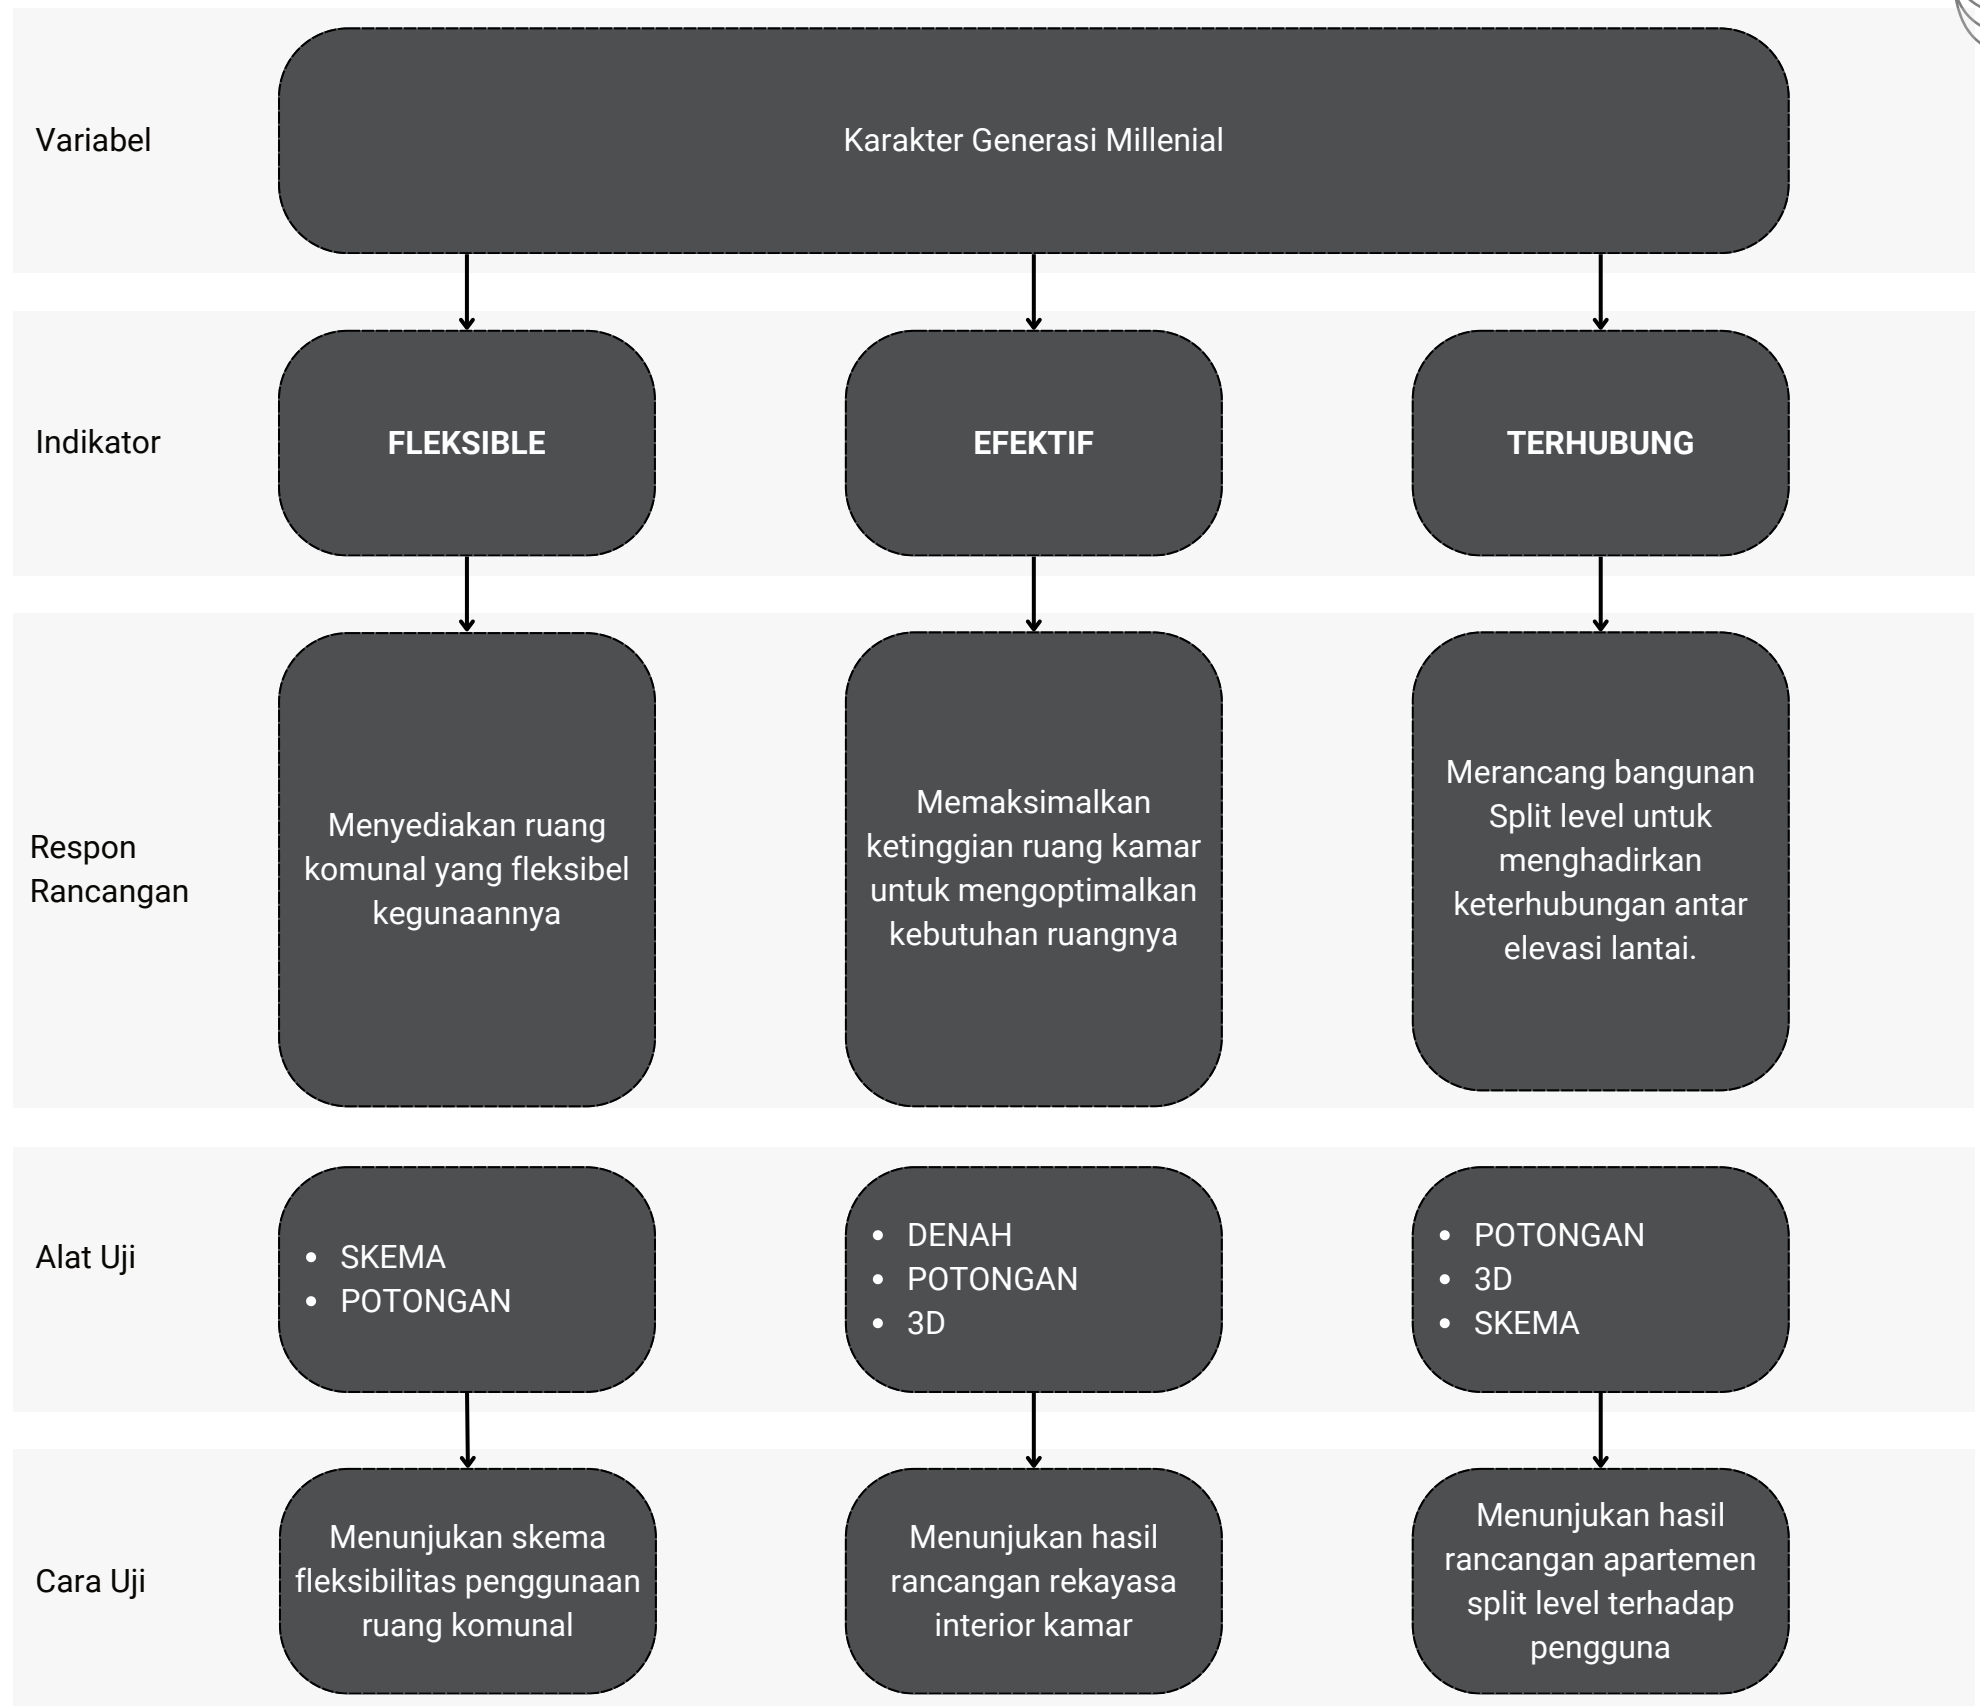 Variabel
Karakter Generasi Millenial
Indikator
FLEKSIBLE
EFEKTIF
TERHUBUNG
Respon
Rancangan
Menyediakan ruang
komunal yang fleksibel
kegunaannya
Memaksimalkan
ketinggian ruang kamar
untuk mengoptimalkan
kebutuhan ruangnya
Merancang bangunan
Split level untuk
menghadirkan
keterhubungan antar
elevasi lantai.
Alat Uji
• SKEMA
• POTONGAN
• DENAH
• POTONGAN
• 3D
• POTONGAN
• 3D
• SKEMA
Cara Uji
Menunjukan skema
fleksibilitas penggunaan
ruang komunal
Menunjukan hasil
rancangan rekayasa
interior kamar
Menunjukan hasil
rancangan apartemen
split level terhadap
pengguna